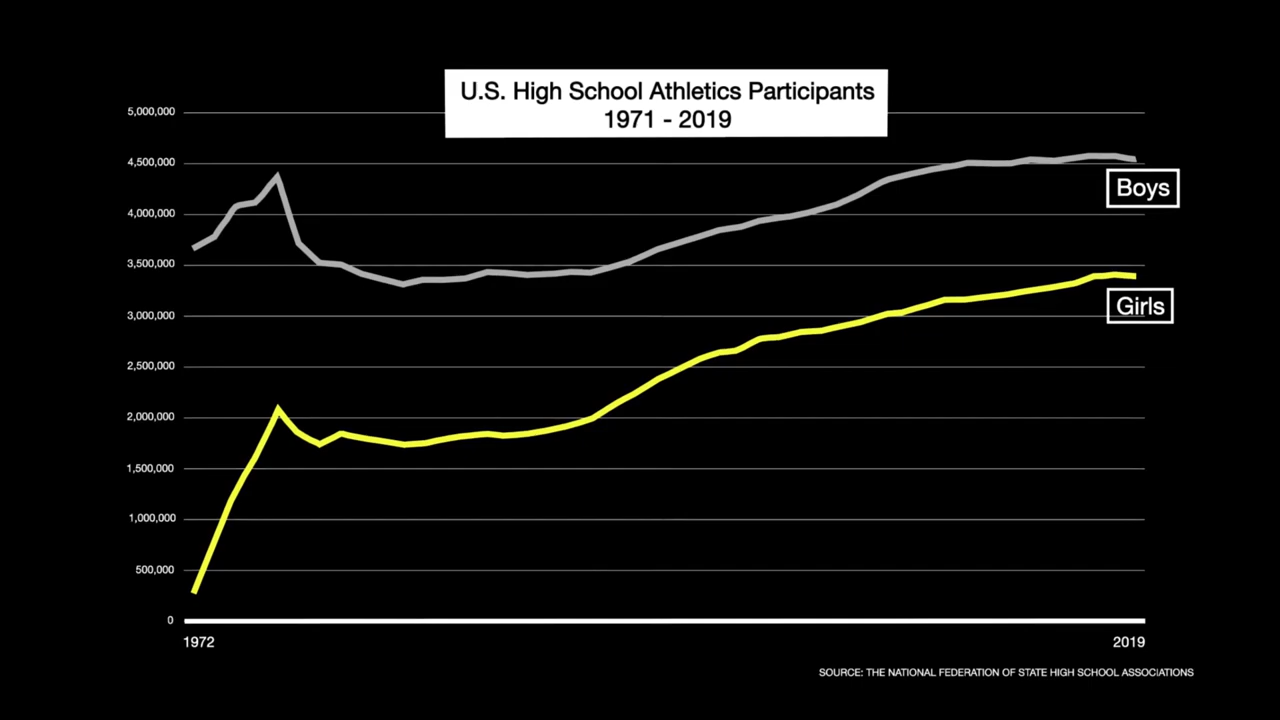 U.S. High School Athletics Participants
1971 - 2019
5,000,000
4,500,000
Boys
4,000,000
3,500,000
Girls
3,000,000
2,500,000
2,000,000
1,500,000
1,000,000
500,000
0
1972
2019
SOURCE: THE NATIONAL FEDERATION OF STATE HIGH SCHOOL ASSOCIATIONS